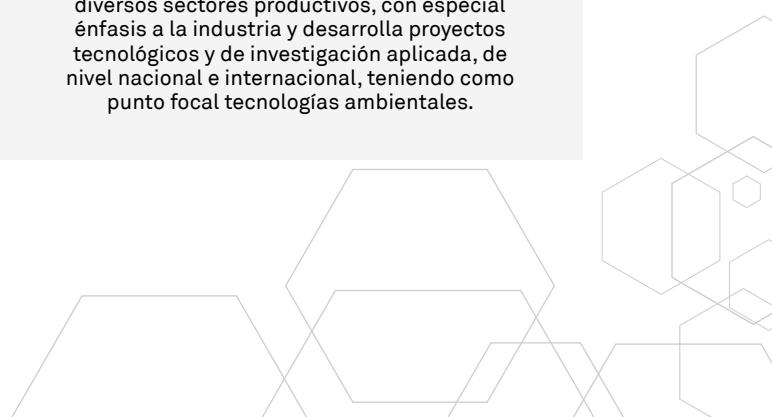 diversos sectores productivos, con especial
énfasis a la industria y desarrolla proyectos
tecnológicos y de investigación aplicada, de
nivel nacional e internacional, teniendo como
punto focal tecnologías ambientales.